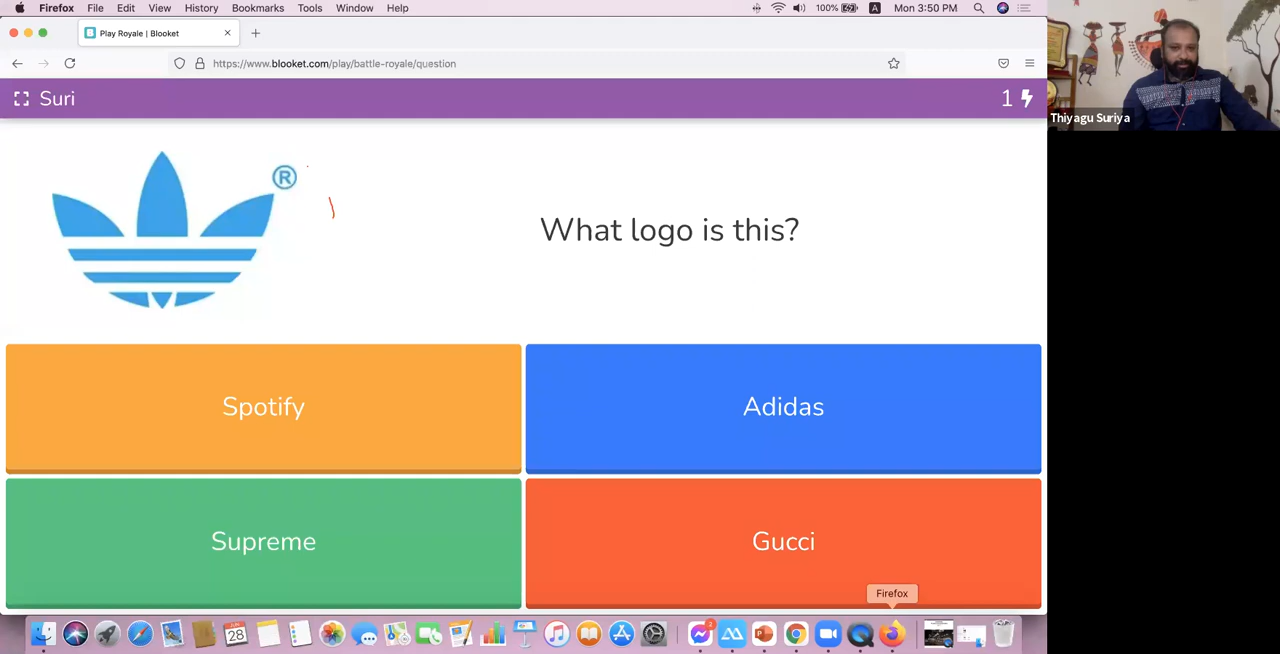 Firefox File Edit View History Bookmarks Tools Window Help 100% A Mon 3:50 PM
Play Royale | Blooket
https://www.blooket.com/play/battle-royale/question
Suri 1
Thiyagu Suriya
®
What logo is this?
Spotify Adidas
Supreme Gucci
Firefox
28
2